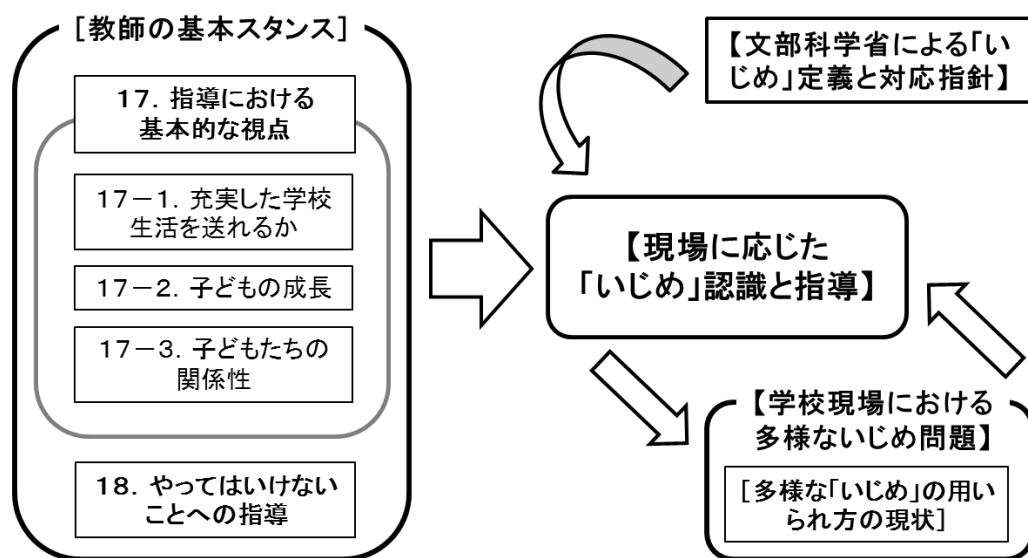 [教師の基本スタンス]
17. 指導における
基本的な視点
17－1. 充実した学校
生活を送れるか
17－2. 子どもの成長
17－3. 子どもたちの
関係性
18. やってはいけない
ことへの指導
【文部科学省による「い
じめ」定義と対応指針】
【現場に応じた
「いじめ」認識と指導】
【学校現場における
多様ないじめ問題】
[多様な「いじめ」の用い
られ方の現状]